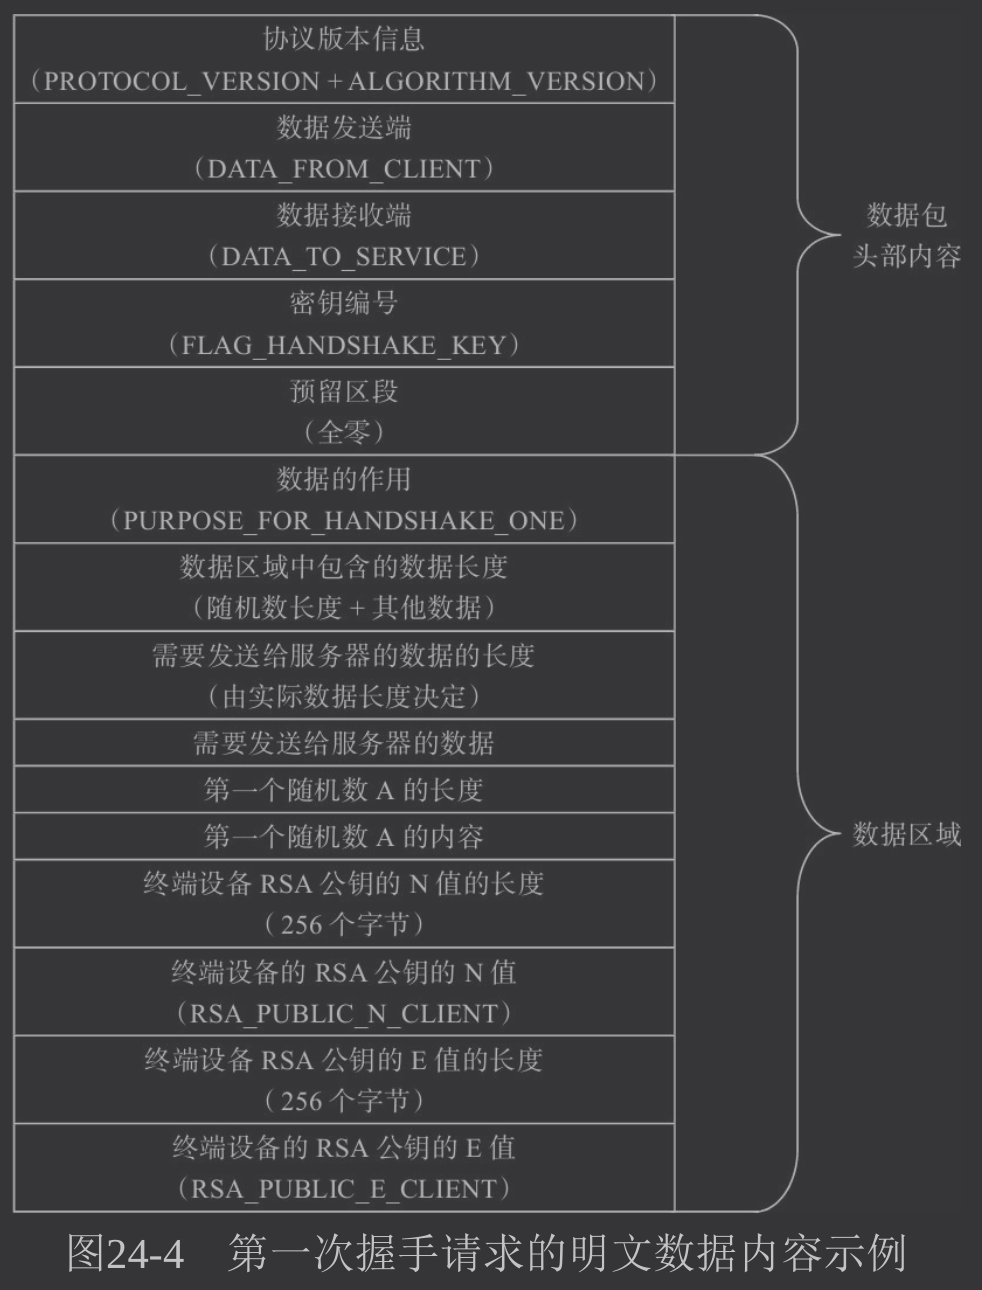 协议版本信息
（PROTOCOL_VERSION + ALGORITHM_VERSION）
数据发送端
（DATA_FROM_CLIENT）
数据接收端
（DATA_TO_SERVICE）
密钥编号
（FLAG_HANDSHAKE_KEY）
预留区段
（全零）
数据包
头部内容
数据的作用
（PURPOSE_FOR_HANDSHAKE_ONE）
数据区域中包含的数据长度
（随机数长度 + 其他数据）
需要发送给服务器的数据的长度
（由实际数据长度决定）
需要发送给服务器的数据
第一个随机数 A 的长度
第一个随机数 A 的内容
终端设备 RSA 公钥的 N 值的长度
（256 个字节）
终端设备的 RSA 公钥的 N 值
（RSA_PUBLIC_N_CLIENT）
终端设备 RSA 公钥的 E 值的长度
（256 个字节）
终端设备的 RSA 公钥的 E 值
（RSA_PUBLIC_E_CLIENT）
数据区域
图24-4　第一次握手请求的明文数据内容示例